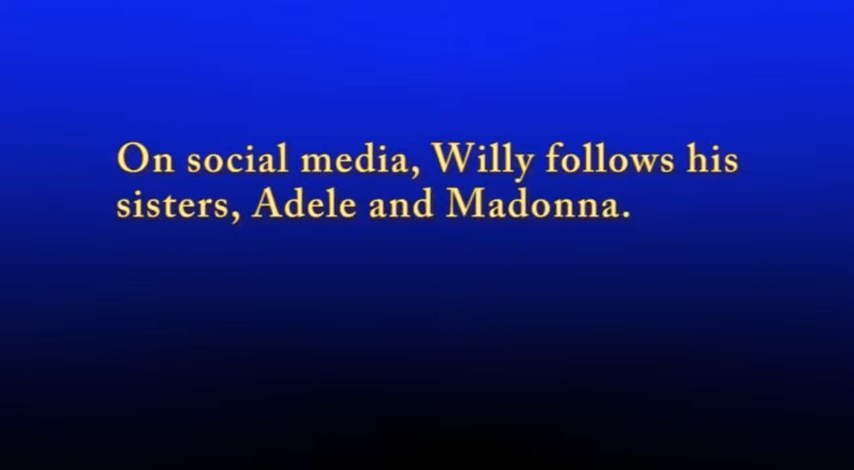 On social media, Willy follows his
sisters, Adele and Madonna.